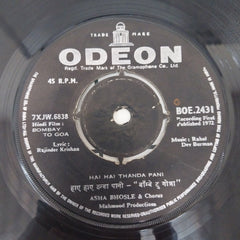 TRADE MARK
ODEON
Regd. Trade Mark of The Gramophone Co. Ltd.
45 R.P.M.
7XJW.6838
BOE.2431
Hindi Film :
BOMBAY
TO GOA
Recording First
Published 1972
Lyric :
Rajinder Krishan
Music : Rahul
Dev Burman
HAI HAI THANDA PANI
हाए हाए ठन्डा पानी - "बॉम्बे टु गोआ"
ASHA BHOSLE & Chorus
Mahmood Productions